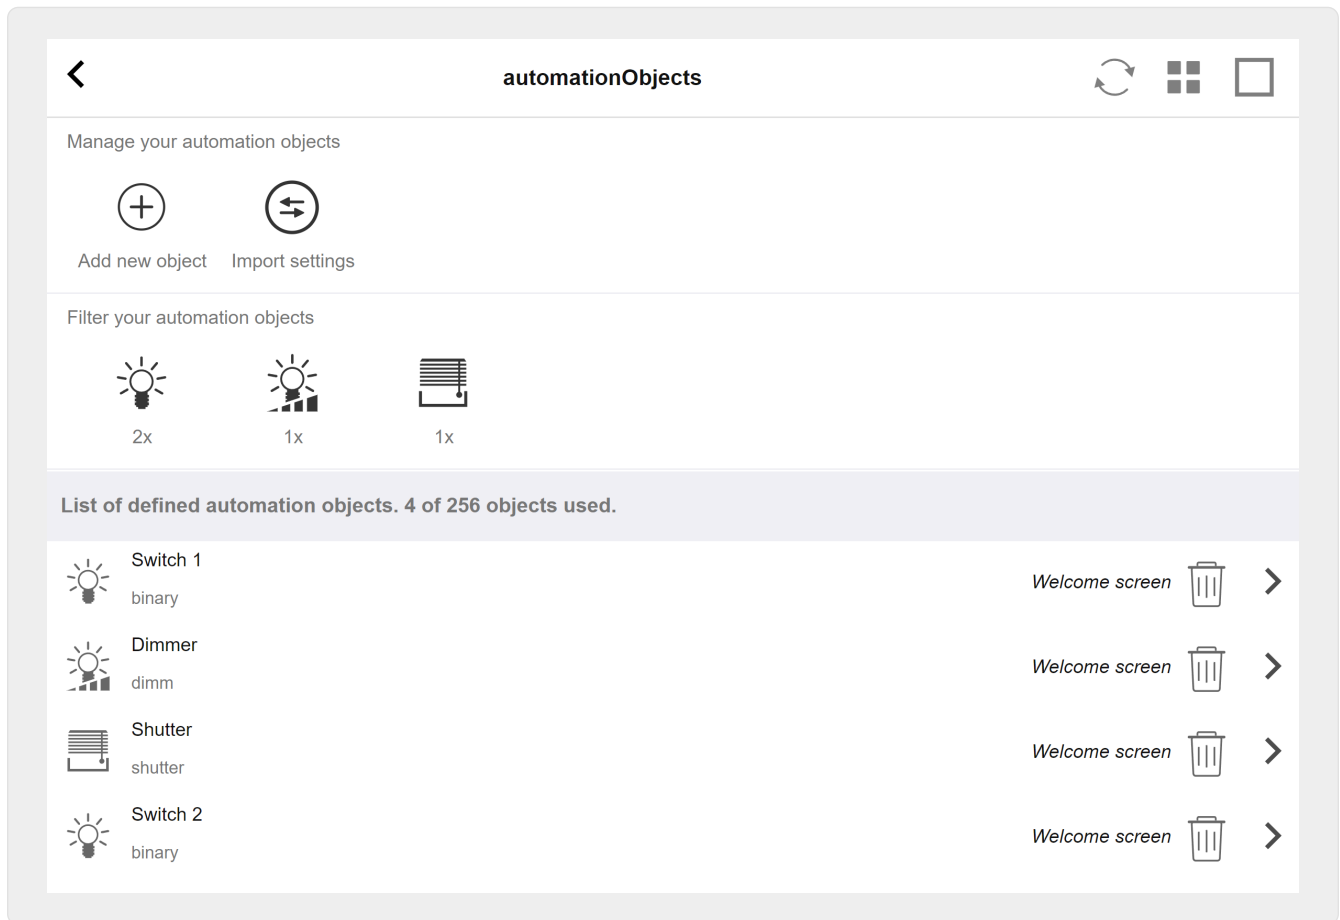 automationObjects
Manage your automation objects
Add new object
Import settings
Filter your automation objects
2x
1x
1x
List of defined automation objects. 4 of 256 objects used.
Switch 1
binary
Welcome screen
Dimmer
dimm
Welcome screen
Shutter
shutter
Welcome screen
Switch 2
binary
Welcome screen